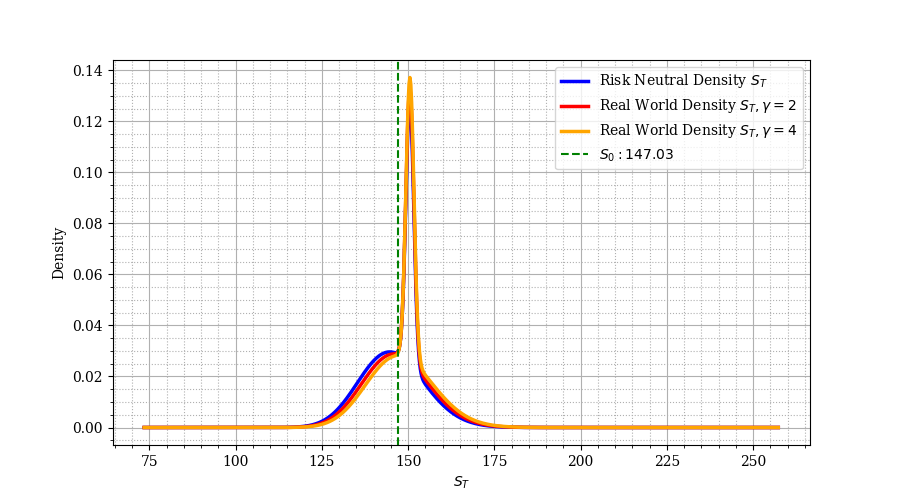 0.14
0.12
0.10
0.08
0.06
0.04
0.02
0.00
Density
75
100
125
150
175
200
225
250
S_T
Risk Neutral Density S_T
Real World Density S_T, γ = 2
Real World Density S_T, γ = 4
S_0 : 147.03